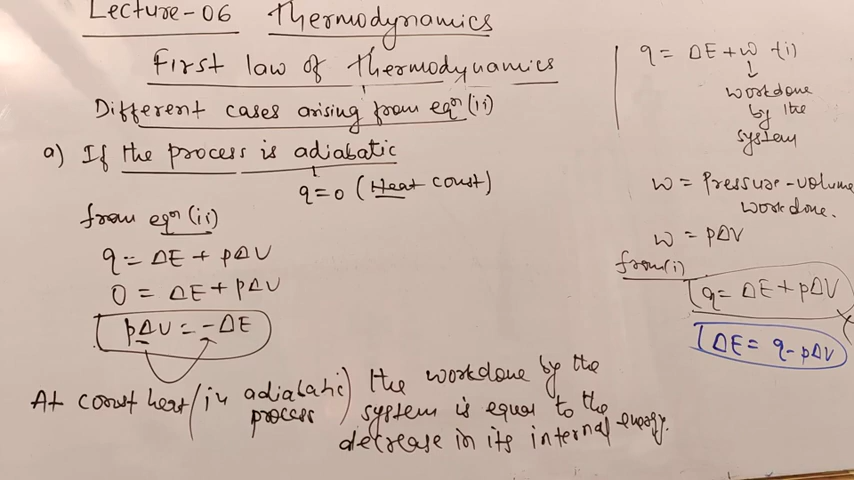 Lecture-06 Thermodynamics
First law of Thermodynamics
Different cases arising from eqn (ii)
a) If the process is adiabatic
q=0 (Heat const)
from eqn (ii)
q = ΔE + PΔV
0 = ΔE + PΔV
PΔV = -ΔE
At const heat (in adiabatic process) the workdone by the
system is equal to the
decrease in its internal energy.
q = ΔE + w -(i)
↓
workdone
by the
system
w = Pressure-volume
workdone.
w = PΔV
from (i)
q = ΔE + PΔV
ΔE = q - PΔV